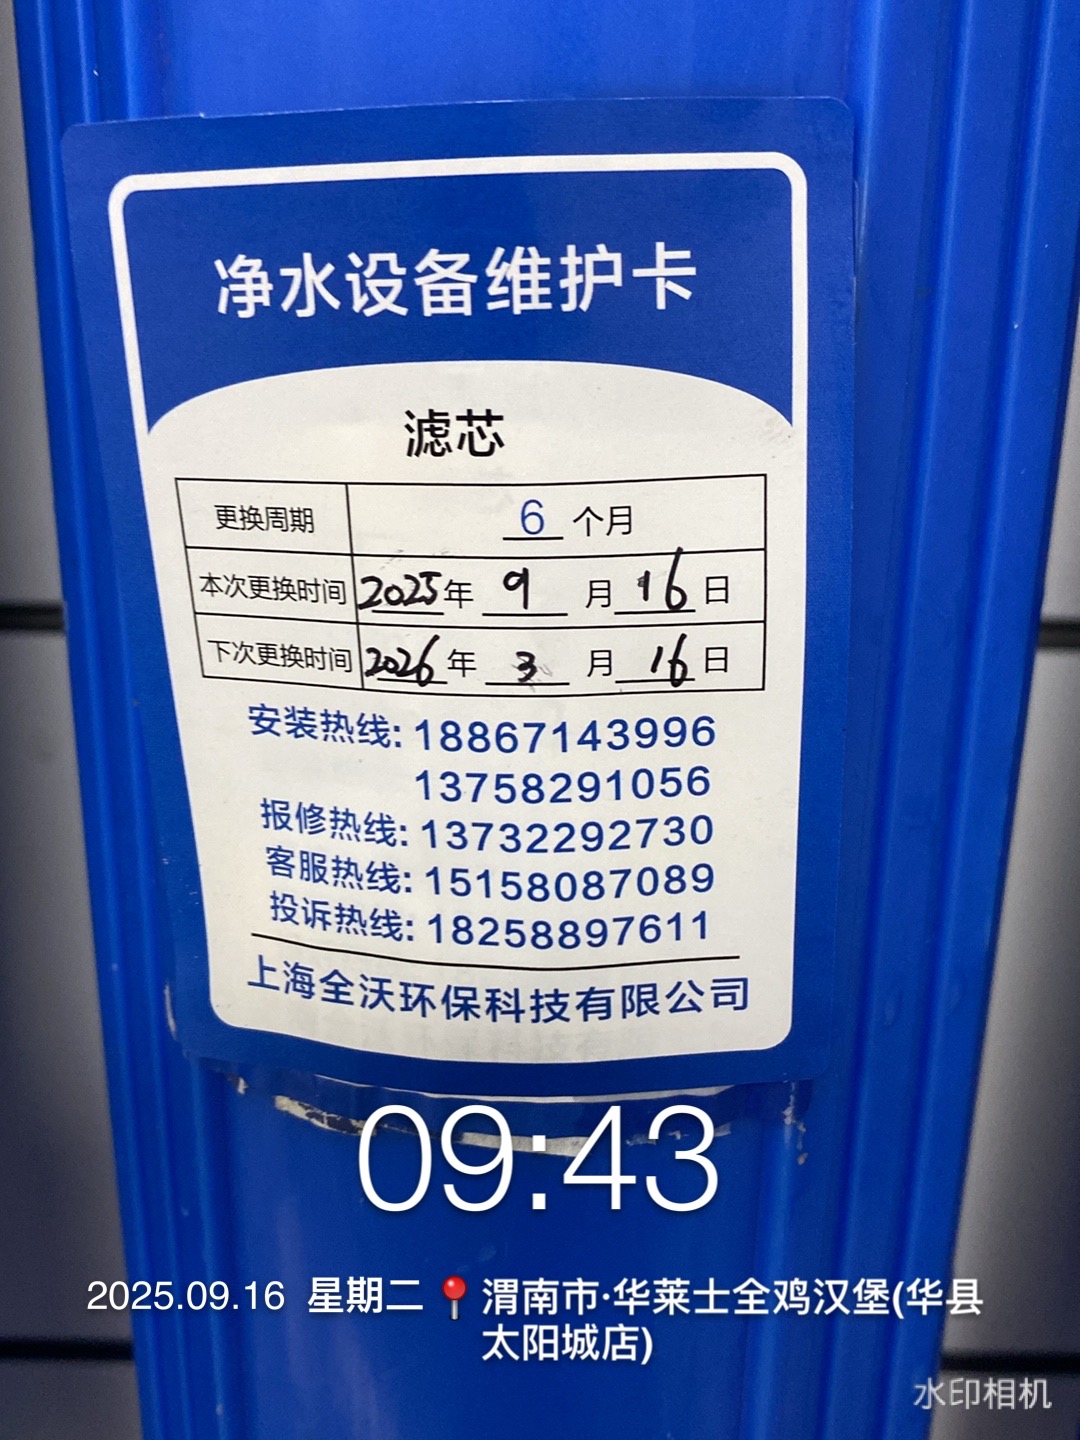 净水设备维护卡
滤芯
更换周期 6 个月
本次更换时间 2025年 9 月 16 日
下次更换时间 2026 年 3 月 16 日
安装热线: 18867143996
13758291056
报修热线: 13732292730
客服热线: 15158087089
投诉热线: 18258897611
上海全沃环保科技有限公司
09:43
2025.09.16 星期二 📍渭南市·华莱士全鸡汉堡(华县
太阳城店)
水印相机